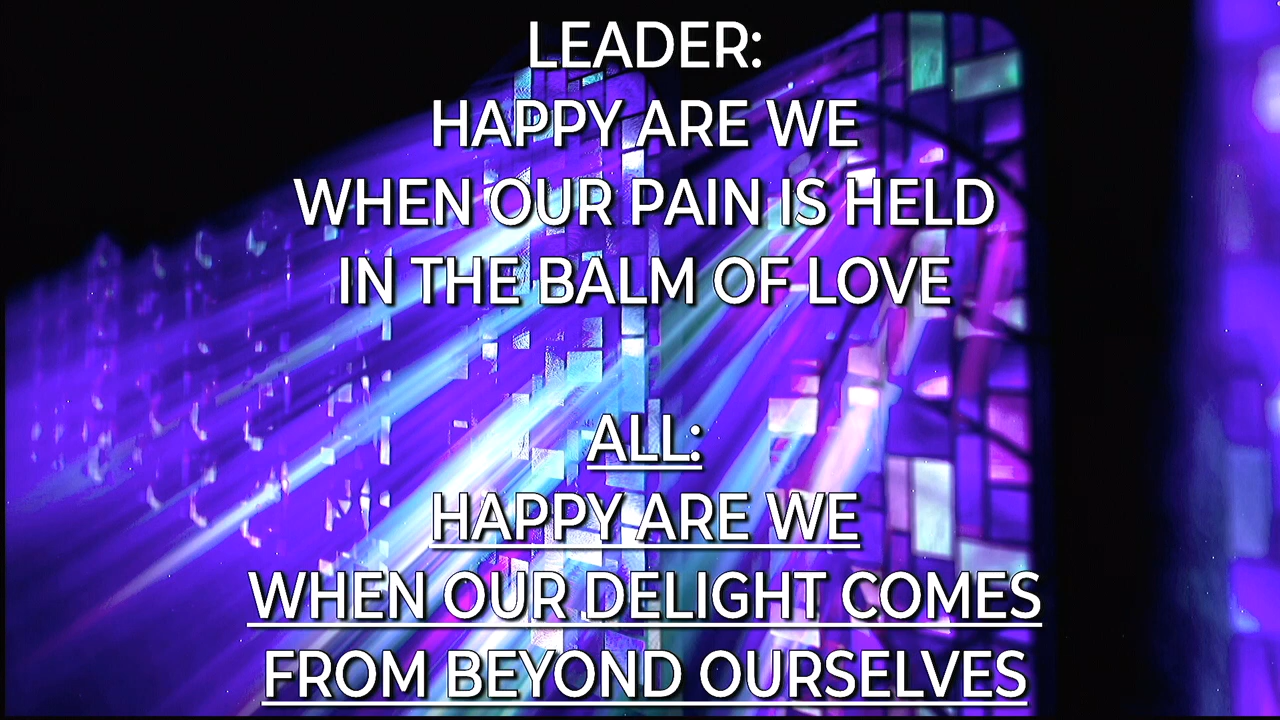 LEADER:
HAPPY ARE WE
WHEN OUR PAIN IS HELD
IN THE BALM OF LOVE
ALL:
HAPPY ARE WE
WHEN OUR DELIGHT COMES
FROM BEYOND OURSELVES